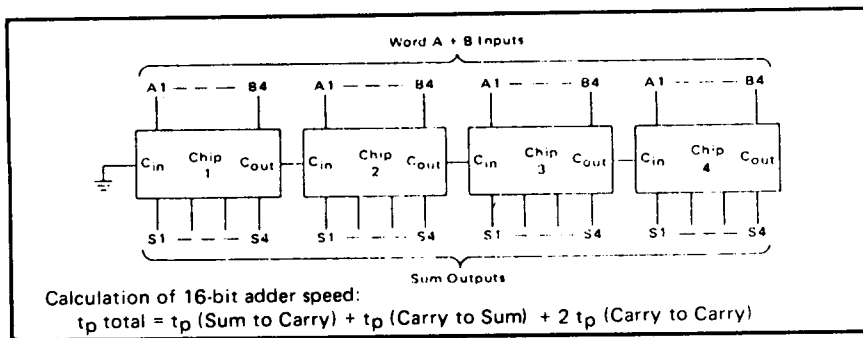 Word A + B Inputs
A1 — — — B4 A1 — — — B4 A1 — — — B4 A1 — — — B4
Cin Chip 1 Cout Cin Chip 2 Cout Cin Chip 3 Cout Cin Chip 4 Cout
S1 — — — S4 S1 — — — S4 S1 — — — S4 S1 — — — S4
Sum Outputs
Calculation of 16-bit adder speed:
tp total = tp (Sum to Carry) + tp (Carry to Sum) + 2 tp (Carry to Carry)